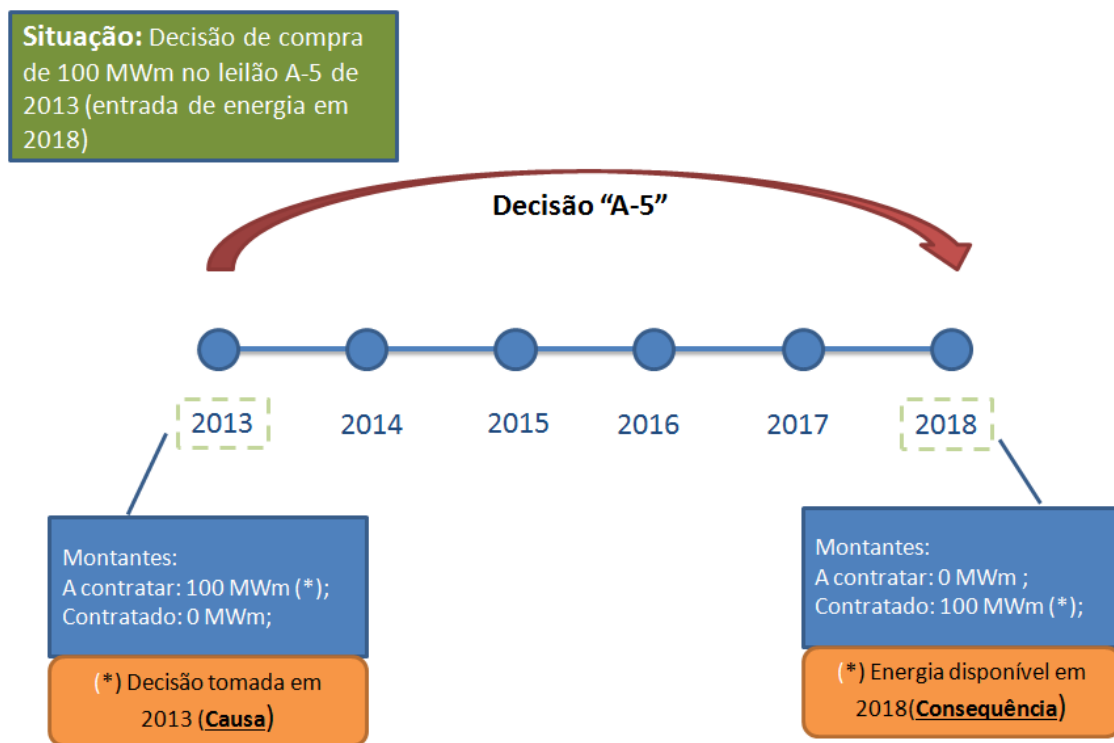 Situação: Decisão de compra
de 100 MWm no leilão A-5 de
2013 (entrada de energia em
2018)
Decisão “A-5”
2013
2014
2015
2016
2017
2018
Montantes:
A contratar: 100 MWm (*);
Contratado: 0 MWm;
(*) Decisão tomada em
2013 (Causa)
Montantes:
A contratar: 0 MWm ;
Contratado: 100 MWm (*);
(*) Energia disponível em
2018(Consequência)